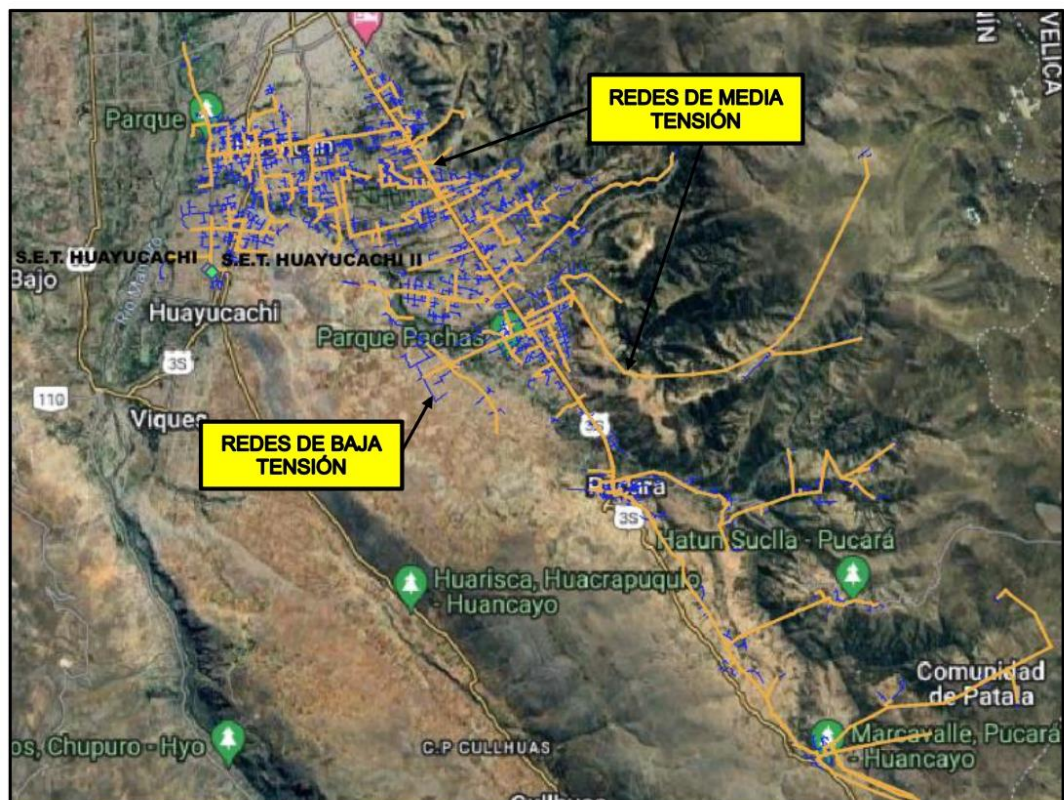 NÍN
VELICA
REDES DE MEDIA
TENSIÓN
Parque
S.E.T. HUAYUCACHI
S.E.T. HUAYUCACHI II
Bajo
Huayucachi
Parque Pachas
3S
110
Viques
3S
REDES DE BAJA
TENSIÓN
3S
Hatun Suclla - Pucará
Huarisca, Huacrapuquio
- Huancayo
Comunidad
de Patala
os, Chupuro - Hyo
C.P CULLHUAS
Marcavalle, Pucará
- Huancayo